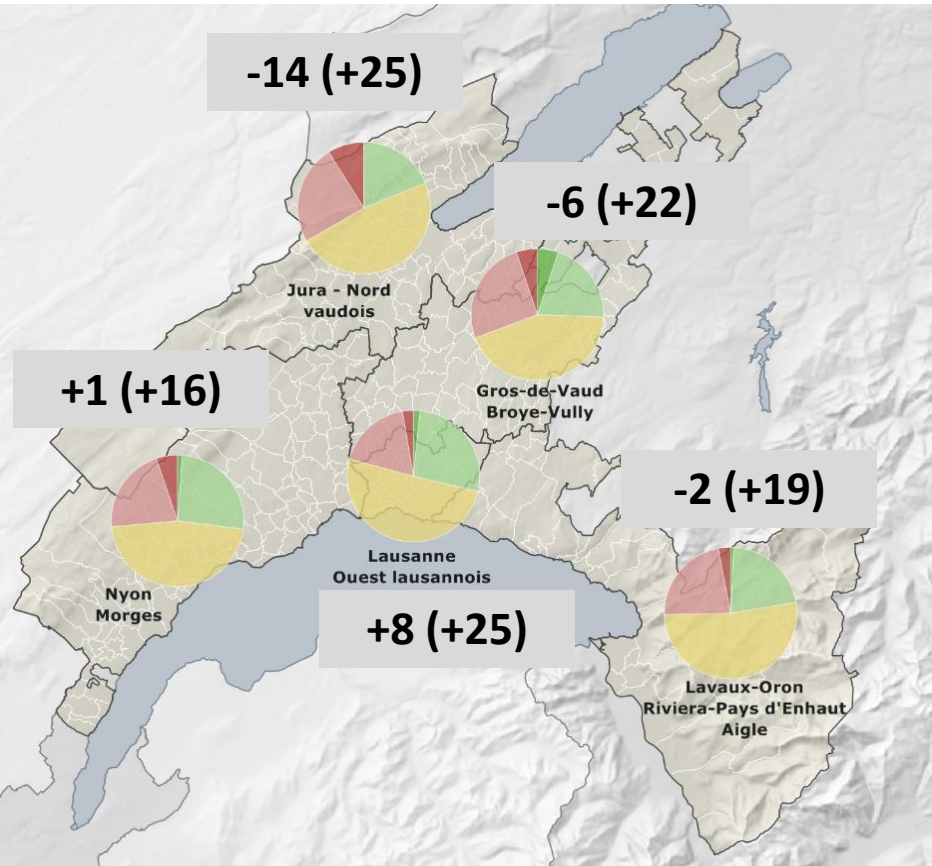 -14 (+25)
Jura - Nord
vaudois
-6 (+22)
Gros-de-Vaud
Broye-Vully
+1 (+16)
Nyon
Morges
Lausanne
Ouest lausannois
+8 (+25)
-2 (+19)
Lavaux-Oron
Riviera-Pays d'Enhaut
Aigle